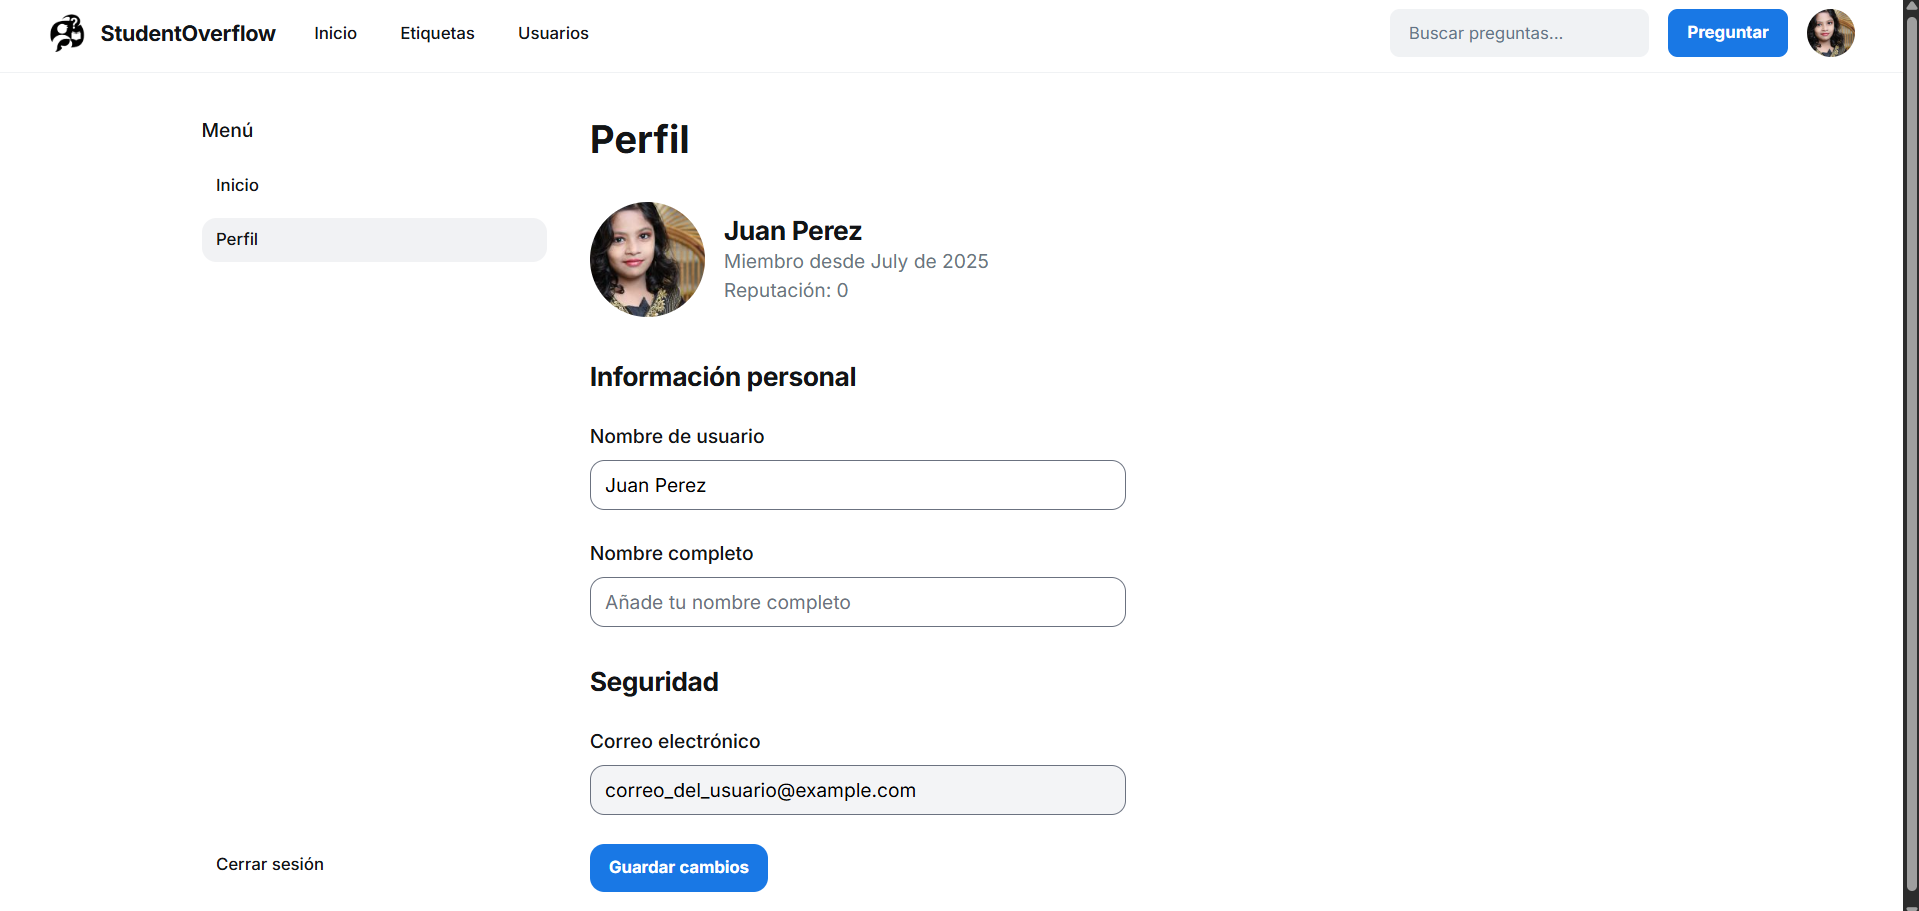 StudentOverflow
Inicio
Etiquetas
Usuarios
Buscar preguntas...
Preguntar
Menú
Inicio
Perfil
Cerrar sesión
Perfil
Juan Perez
Miembro desde July de 2025
Reputación: 0
Información personal
Nombre de usuario
Juan Perez
Nombre completo
Añade tu nombre completo
Seguridad
Correo electrónico
correo_del_usuario@example.com
Guardar cambios